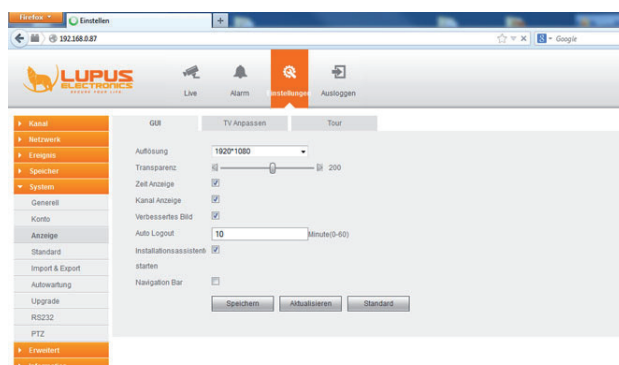 Firefox
Einstellen
192.168.0.87
Google
LUPUS
ELECTRONICS
Live
Alarm
Einstellungen
Ausloggen
Kanal
Netzwerk
Ereignis
Speicher
System
Generell
Konto
Anzeige
Standard
Import & Export
Autowartung
Upgrade
RS232
PTZ
Erweitert
GUI
TV Anpassen
Tour
Auflösung 1920*1080
Transparenz 200
Zeit Anzeige
Kanal Anzeige
Verbessertes Bild
Auto Logout 10 Minute(0-60)
Installationsassistent
starten
Navigation Bar
Speichern Aktualisieren Standard